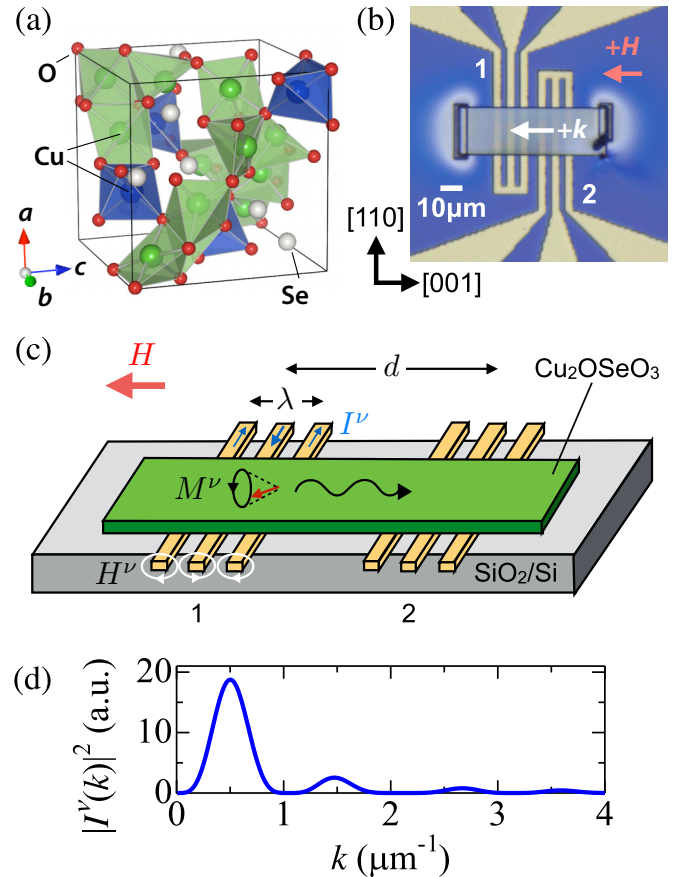 (a)
O
Cu
Se
a
b
c
(b)
1
+H
+k
10μm
2
[110]
[001]
(c)
H
d
Cu₂OSeO₃
λ
I^ν
M^ν
H^ν
SiO₂/Si
1
2
(d)
|I^ν(k)|² (a.u.)
20
10
0
0 1 2 3 4
k (μm⁻¹)